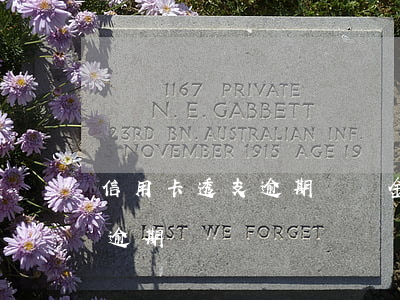 1167 PRIVATE
N. E. GABBETT
23RD BN. AUSTRALIAN INF.
NOVEMBER 1915 AGE 19
信用卡透支逾期
逾期
LEST WE FORGET